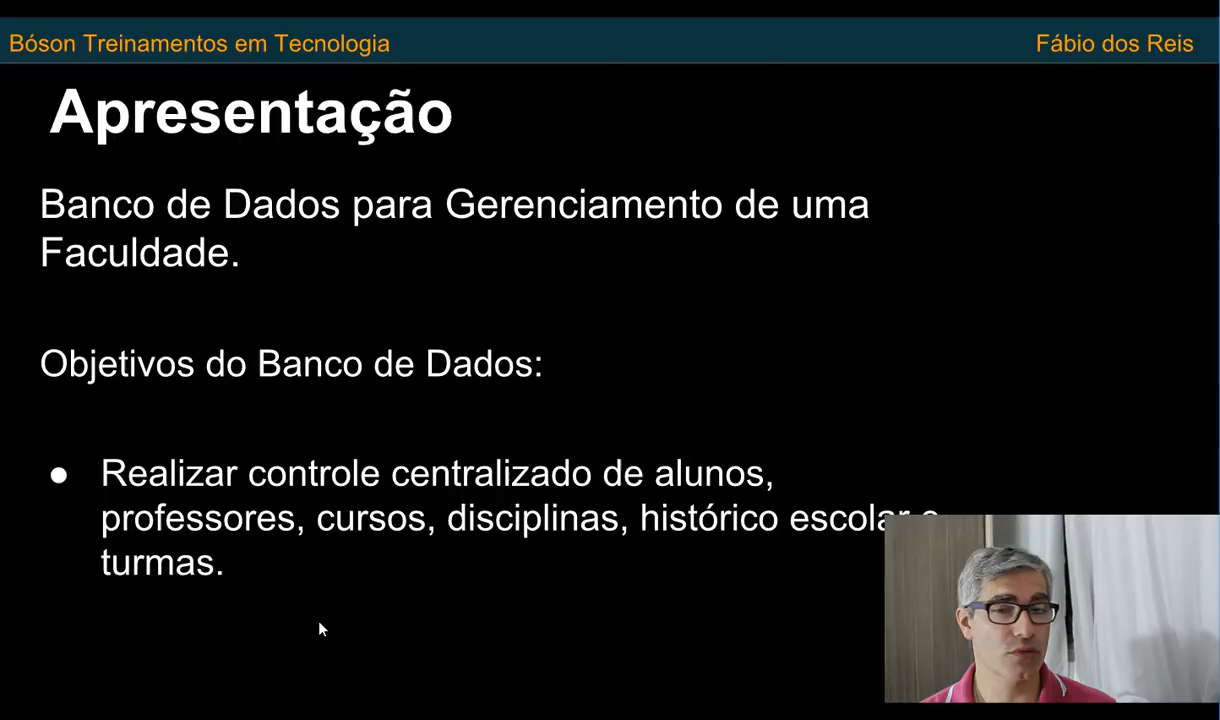 Bóson Treinamentos em Tecnologia
Fábio dos Reis
Apresentação
Banco de Dados para Gerenciamento de uma
Faculdade.
Objetivos do Banco de Dados:
● Realizar controle centralizado de alunos,
professores, cursos, disciplinas, histórico escolar e
turmas.